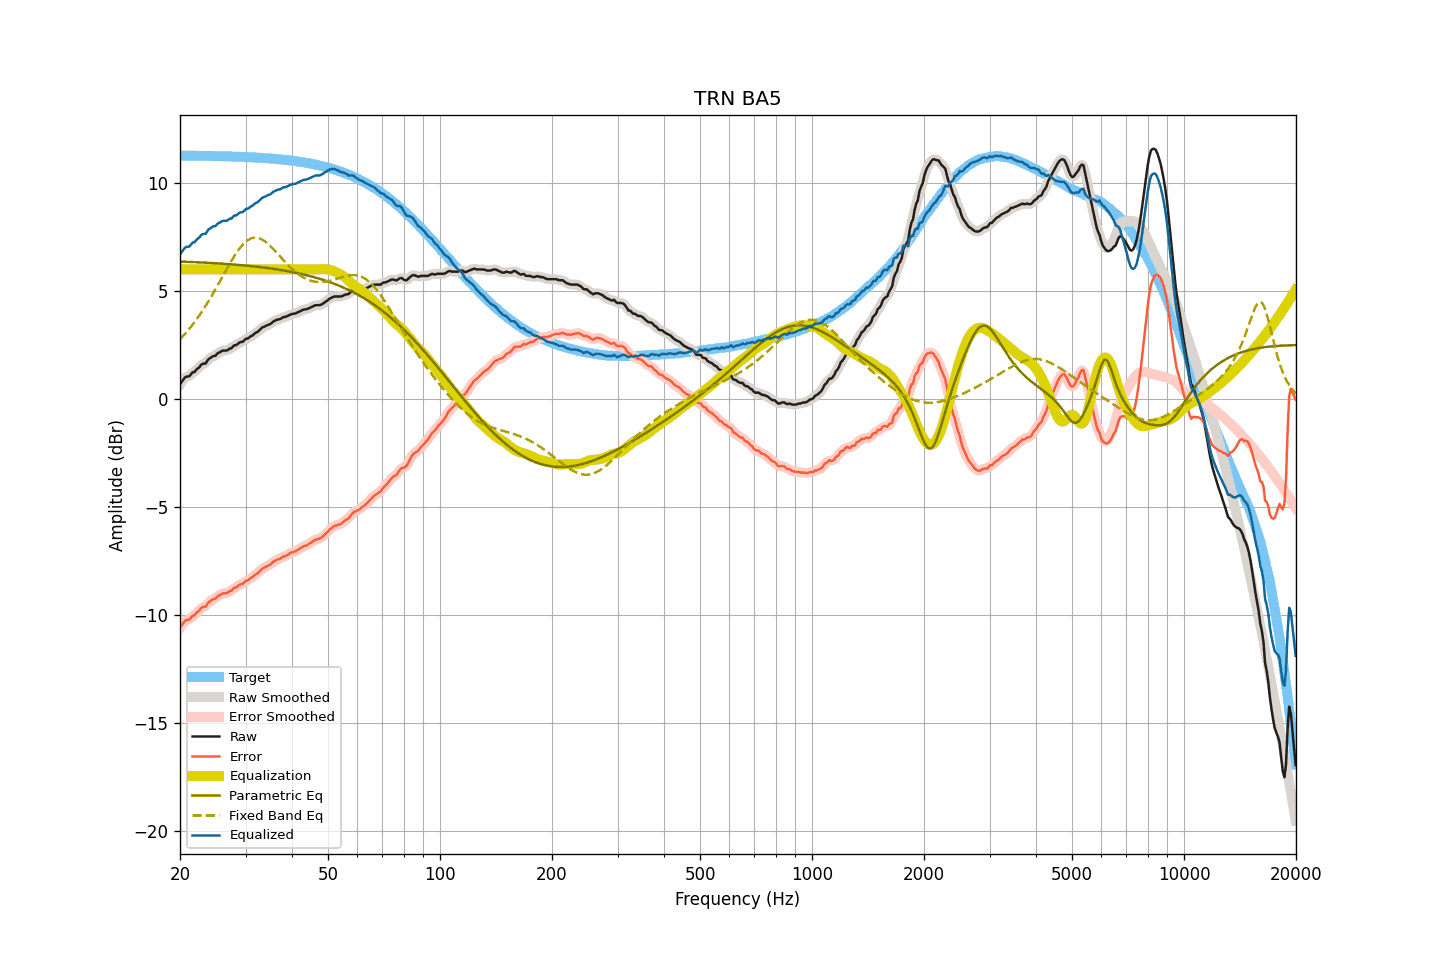 TRN BA5
Amplitude (dBr)
10
5
0
−5
−10
−15
−20
Target
Raw Smoothed
Error Smoothed
Raw
Error
Equalization
Parametric Eq
Fixed Band Eq
Equalized
20 50 100 200 500 1000 2000 5000 10000 20000
Frequency (Hz)